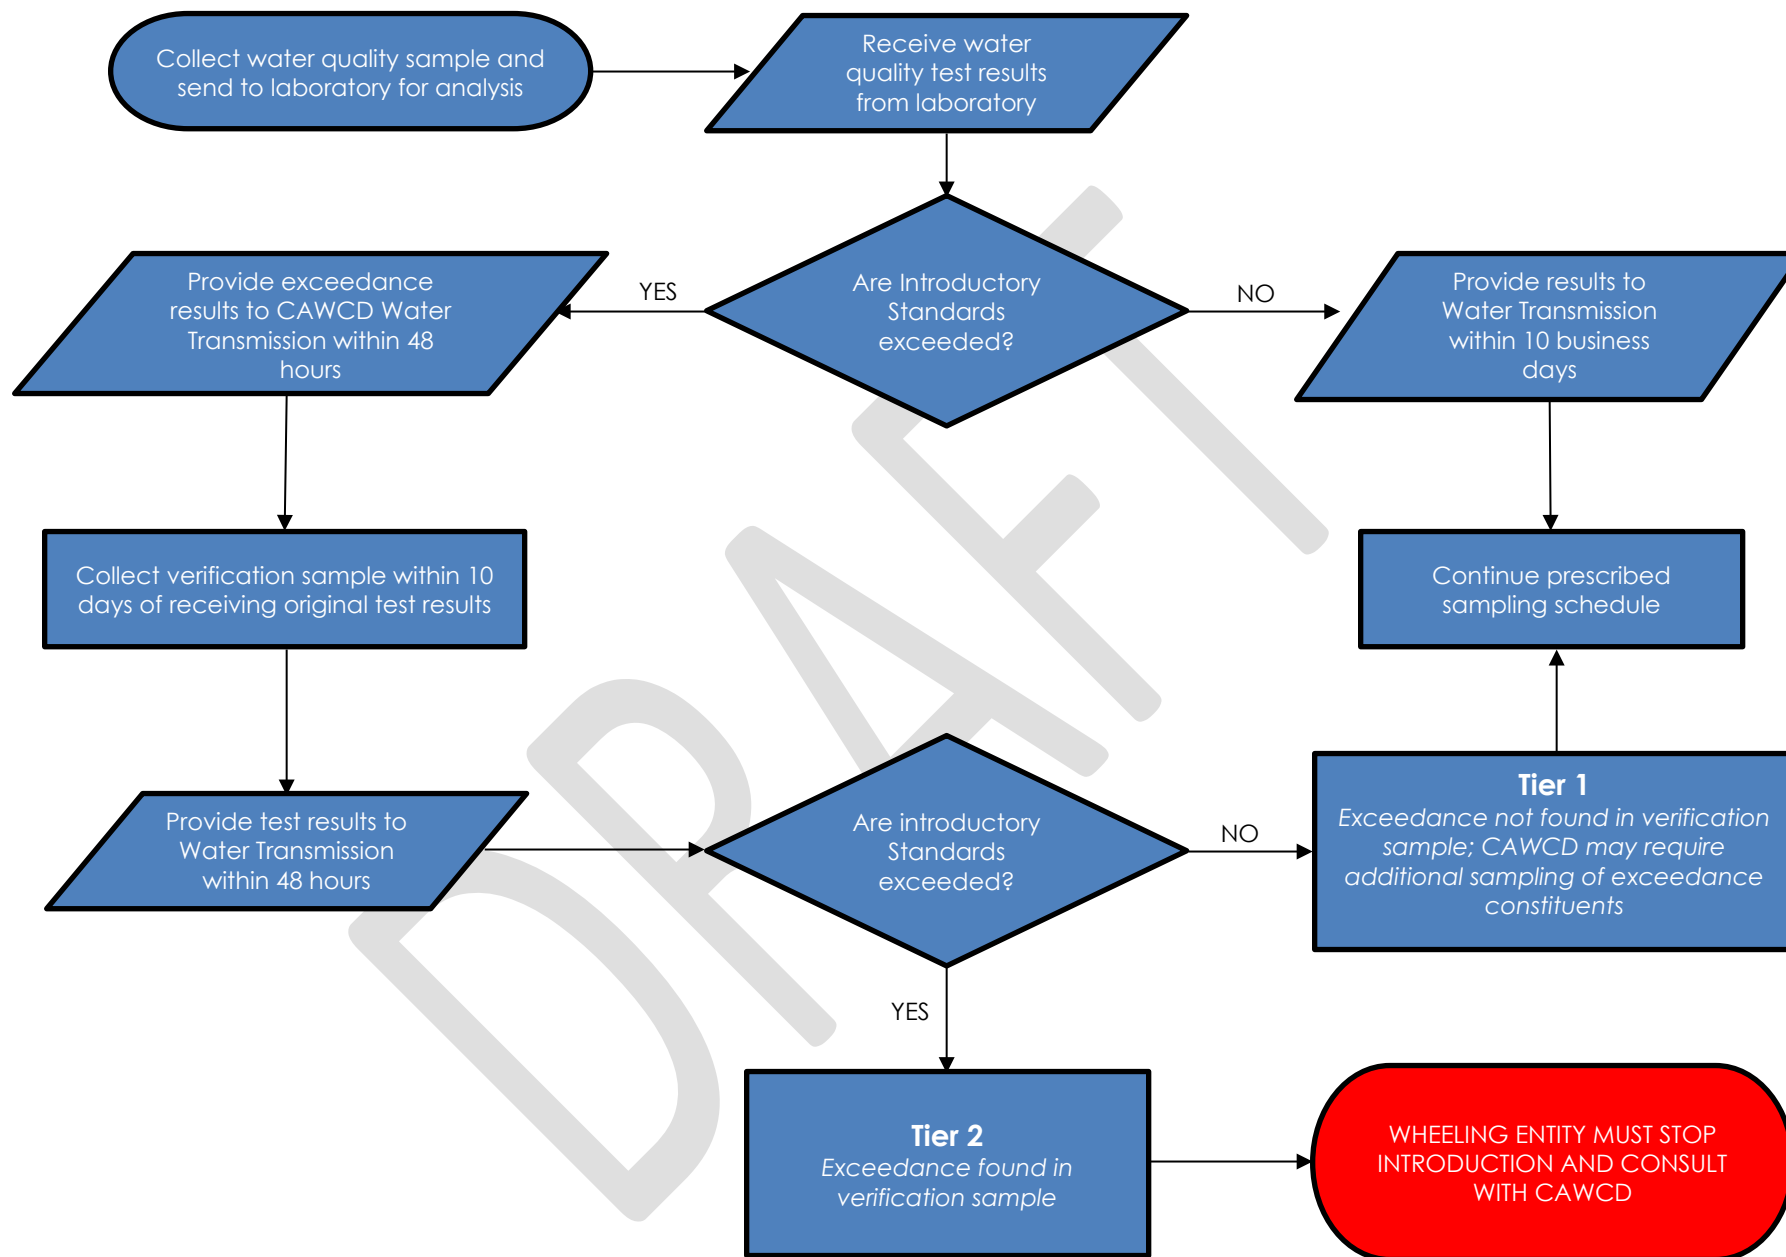 Collect water quality sample and
send to laboratory for analysis
Receive water
quality test results
from laboratory
Are Introductory
Standards
exceeded?
YES
NO
Provide exceedance
results to CAWCD Water
Transmission within 48
hours
Provide results to
Water Transmission
within 10 business
days
Collect verification sample within 10
days of receiving original test results
Continue prescribed
sampling schedule
Provide test results to
Water Transmission
within 48 hours
Are introductory
Standards
exceeded?
NO
YES
Tier 1
Exceedance not found in verification
sample; CAWCD may require
additional sampling of exceedance
constituents
Tier 2
Exceedance found in
verification sample
WHEELING ENTITY MUST STOP
INTRODUCTION AND CONSULT
WITH CAWCD
DRAFT